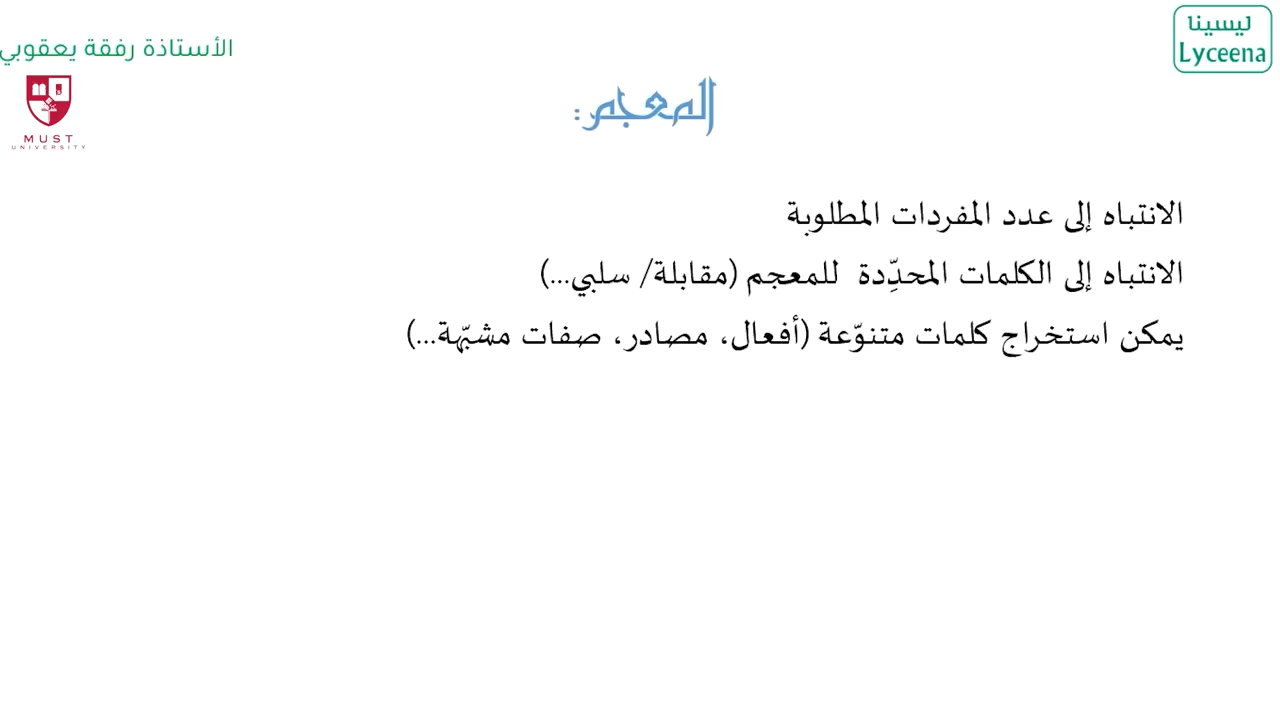 ليسينا
Lyceena
الأستاذة رفقة يعقوبي
MUST
UNIVERSITY
المعجم:
الانتباه إلى عدد المفردات المطلوبة
الانتباه إلى الكلمات المحدِّدة للمعجم (مقابلة/ سلبي...)
يمكن استخراج كلمات متنوّعة (أفعال، مصادر، صفات مشبّهة...)